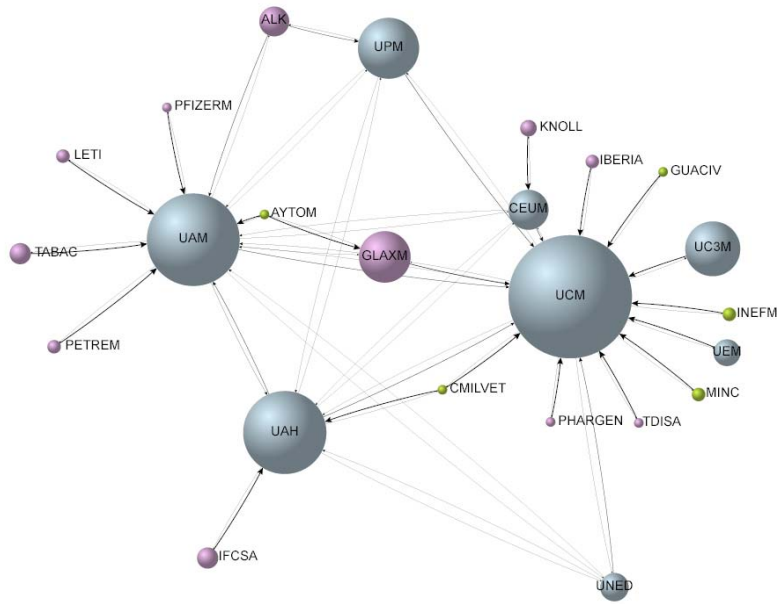 ALK
UPM
PFIZERM
KNOLL
LETI
IBERIA
GUACIV
CEUM
AYTOM
UAM
TABAC
GLAXM
UC3M
UCM
INEFM
PETREM
UEM
CMILVET
MINC
PHARGEN
TDISA
UAH
IFCSA
UNED